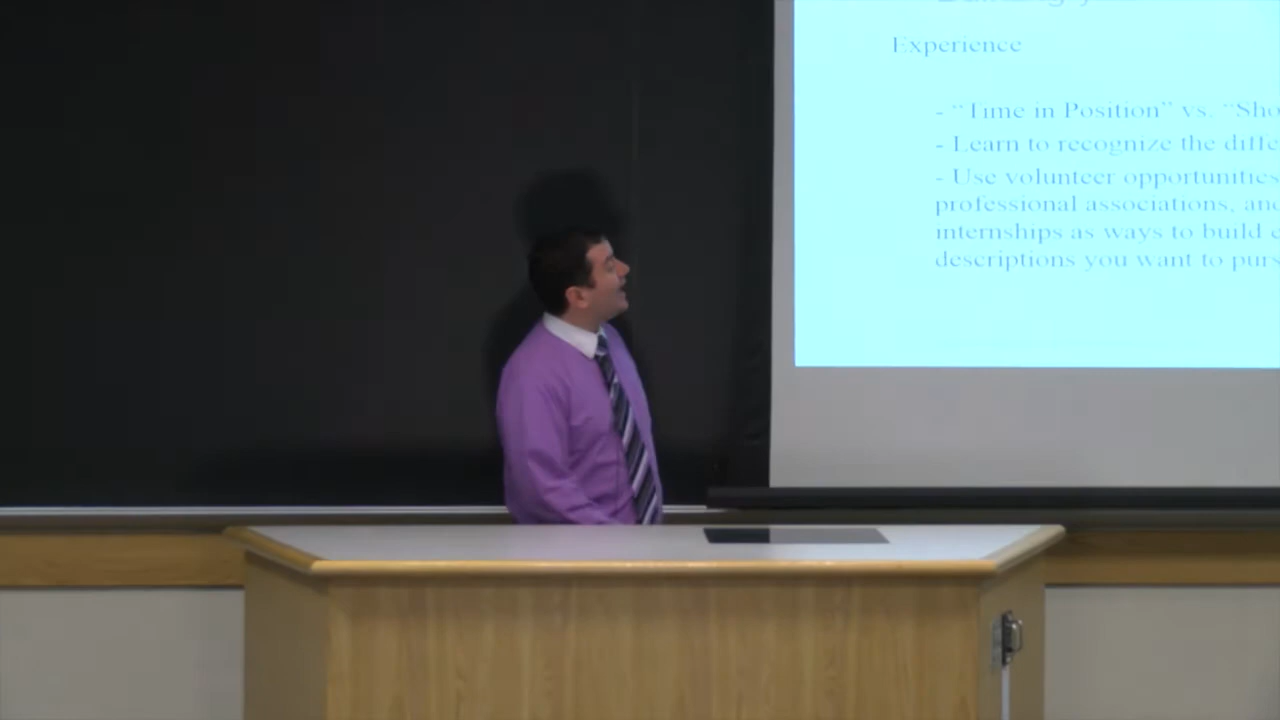 Experience
- “Time in Position” vs. “Sho
- Learn to recognize the diffe
- Use volunteer opportunities
professional associations, and
internships as ways to build
descriptions you want to purs